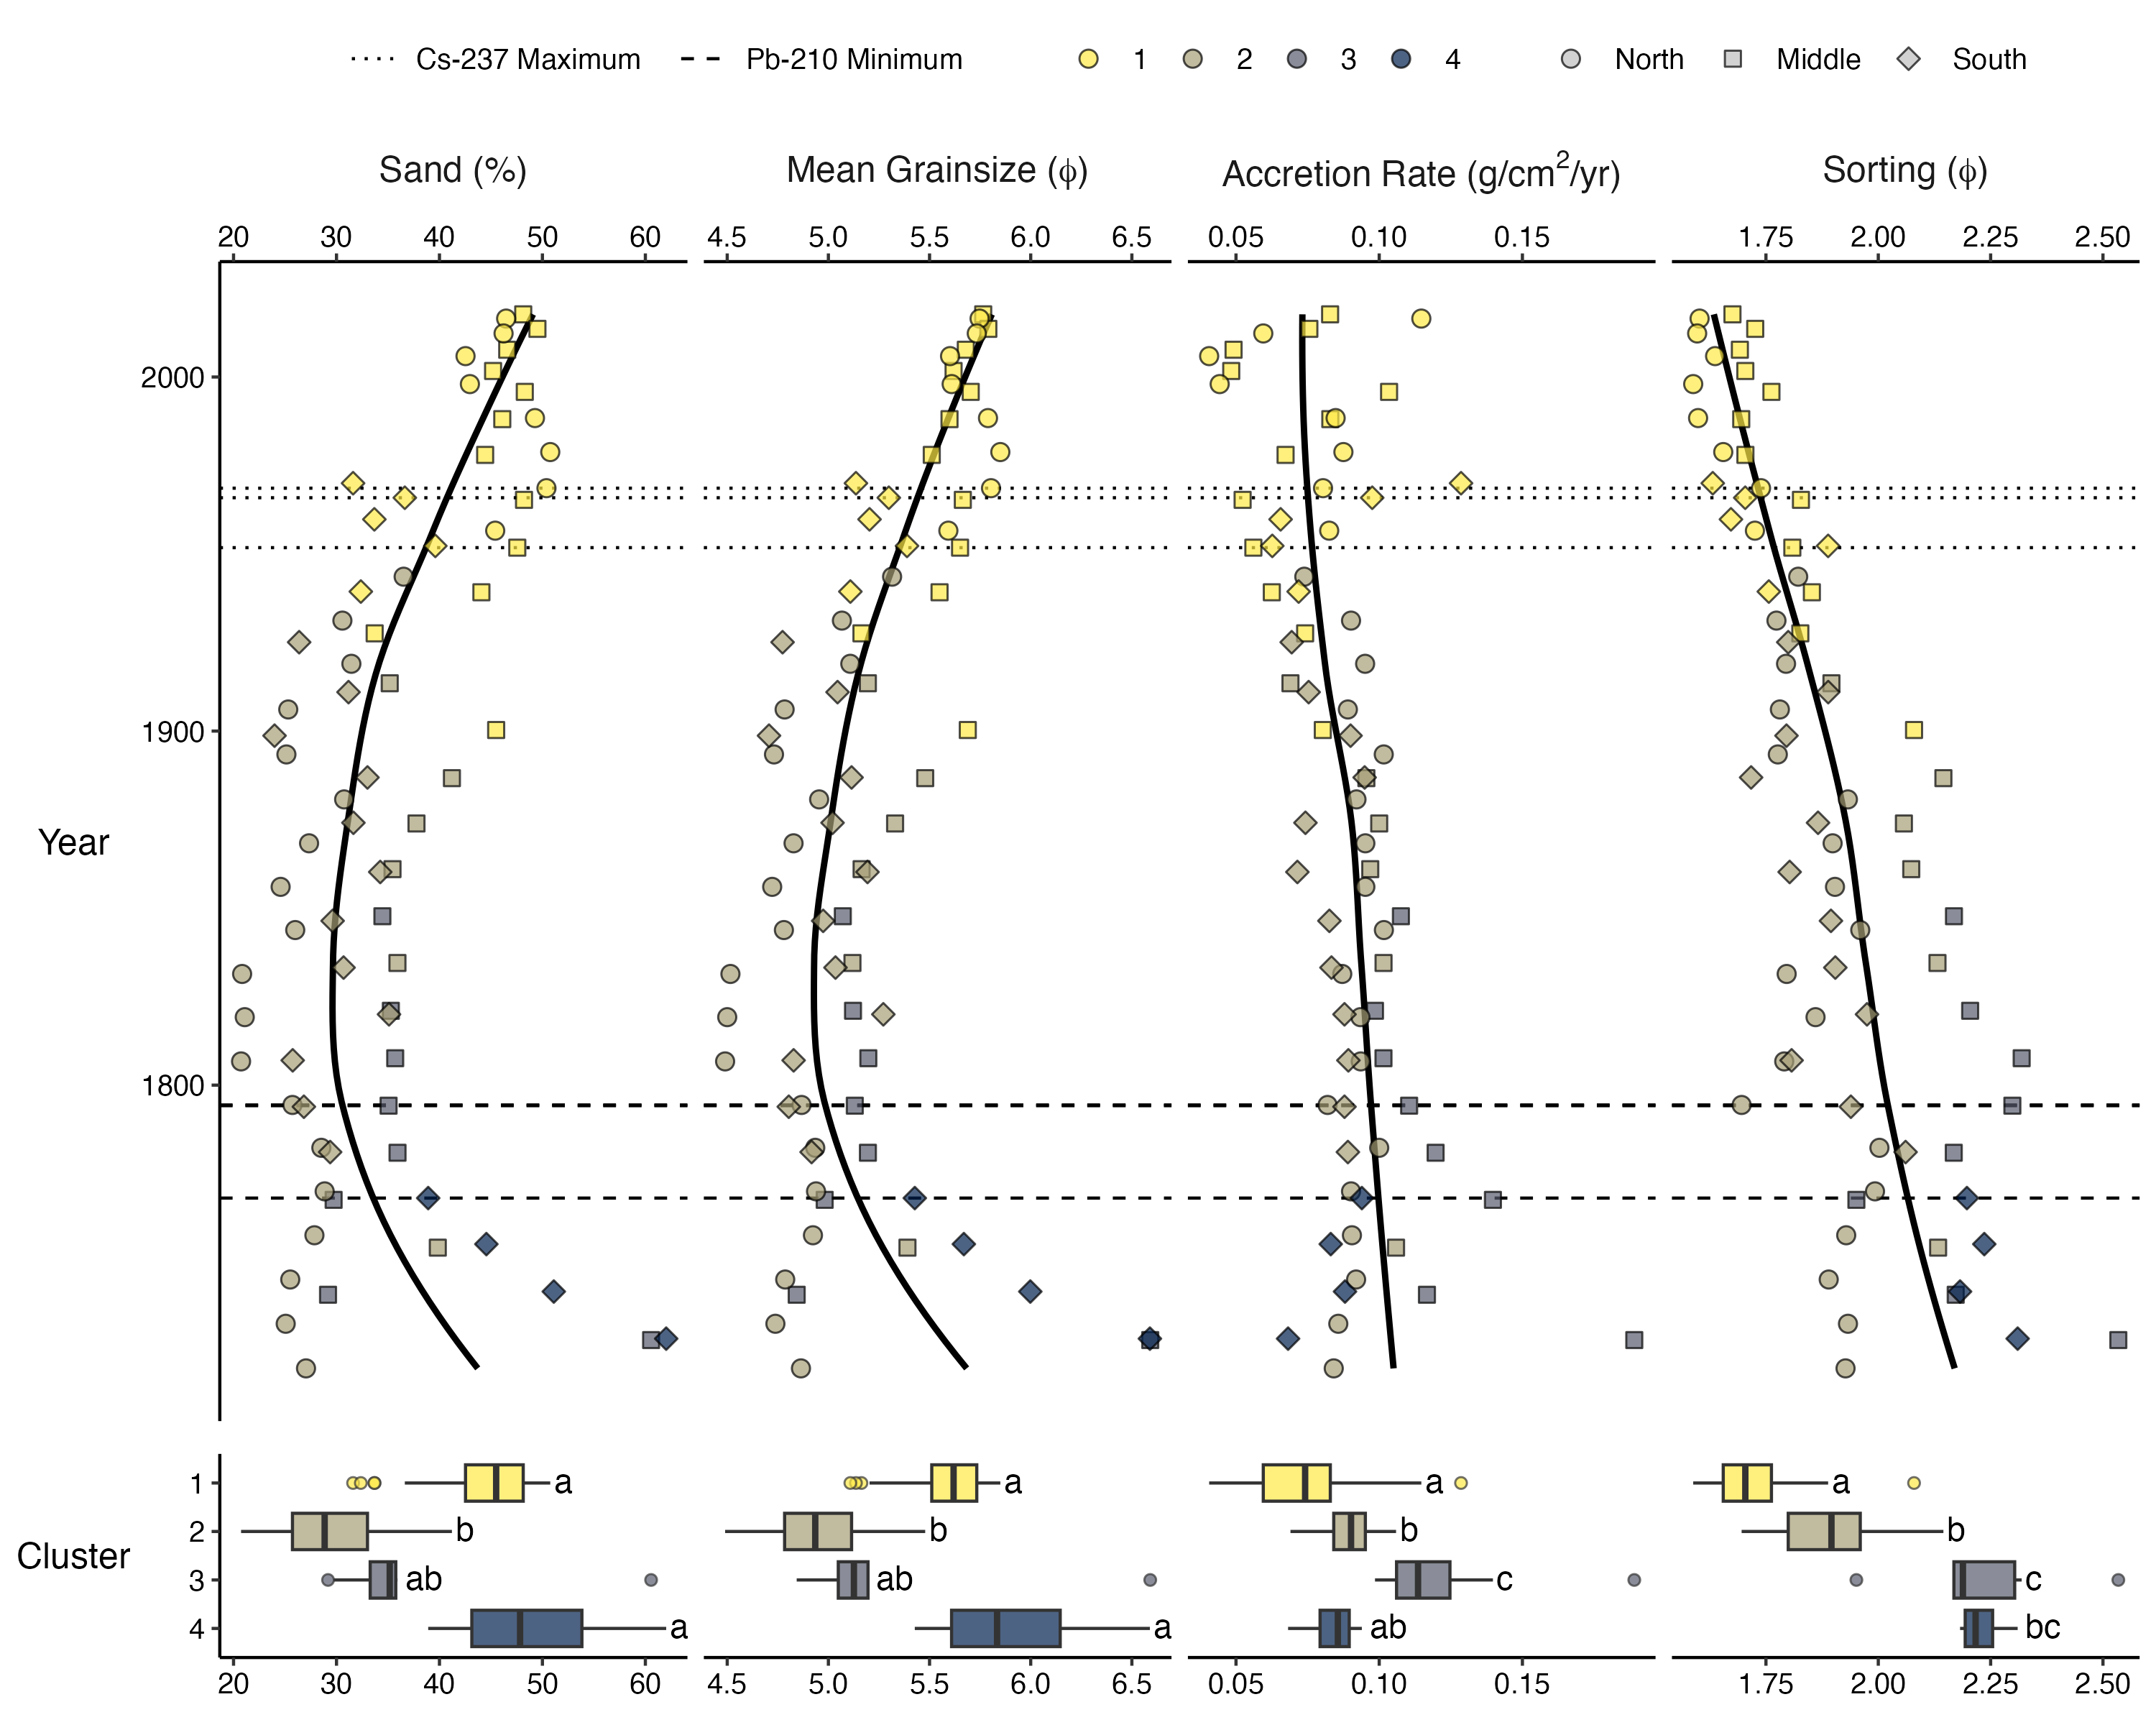 Cs-237 Maximum Pb-210 Minimum 1 2 3 4 North Middle South
Sand (%) Mean Grainsize (ϕ) Accretion Rate (g/cm²/yr) Sorting (ϕ)
20 30 40 50 60 4.5 5.0 5.5 6.0 6.5 0.05 0.10 0.15 1.75 2.00 2.25 2.50
2000
1900
Year
1800
1 a a a a
2 b b b b
Cluster
3 ab ab c c
4 a a ab bc
20 30 40 50 60 4.5 5.0 5.5 6.0 6.5 0.05 0.10 0.15 1.75 2.00 2.25 2.50